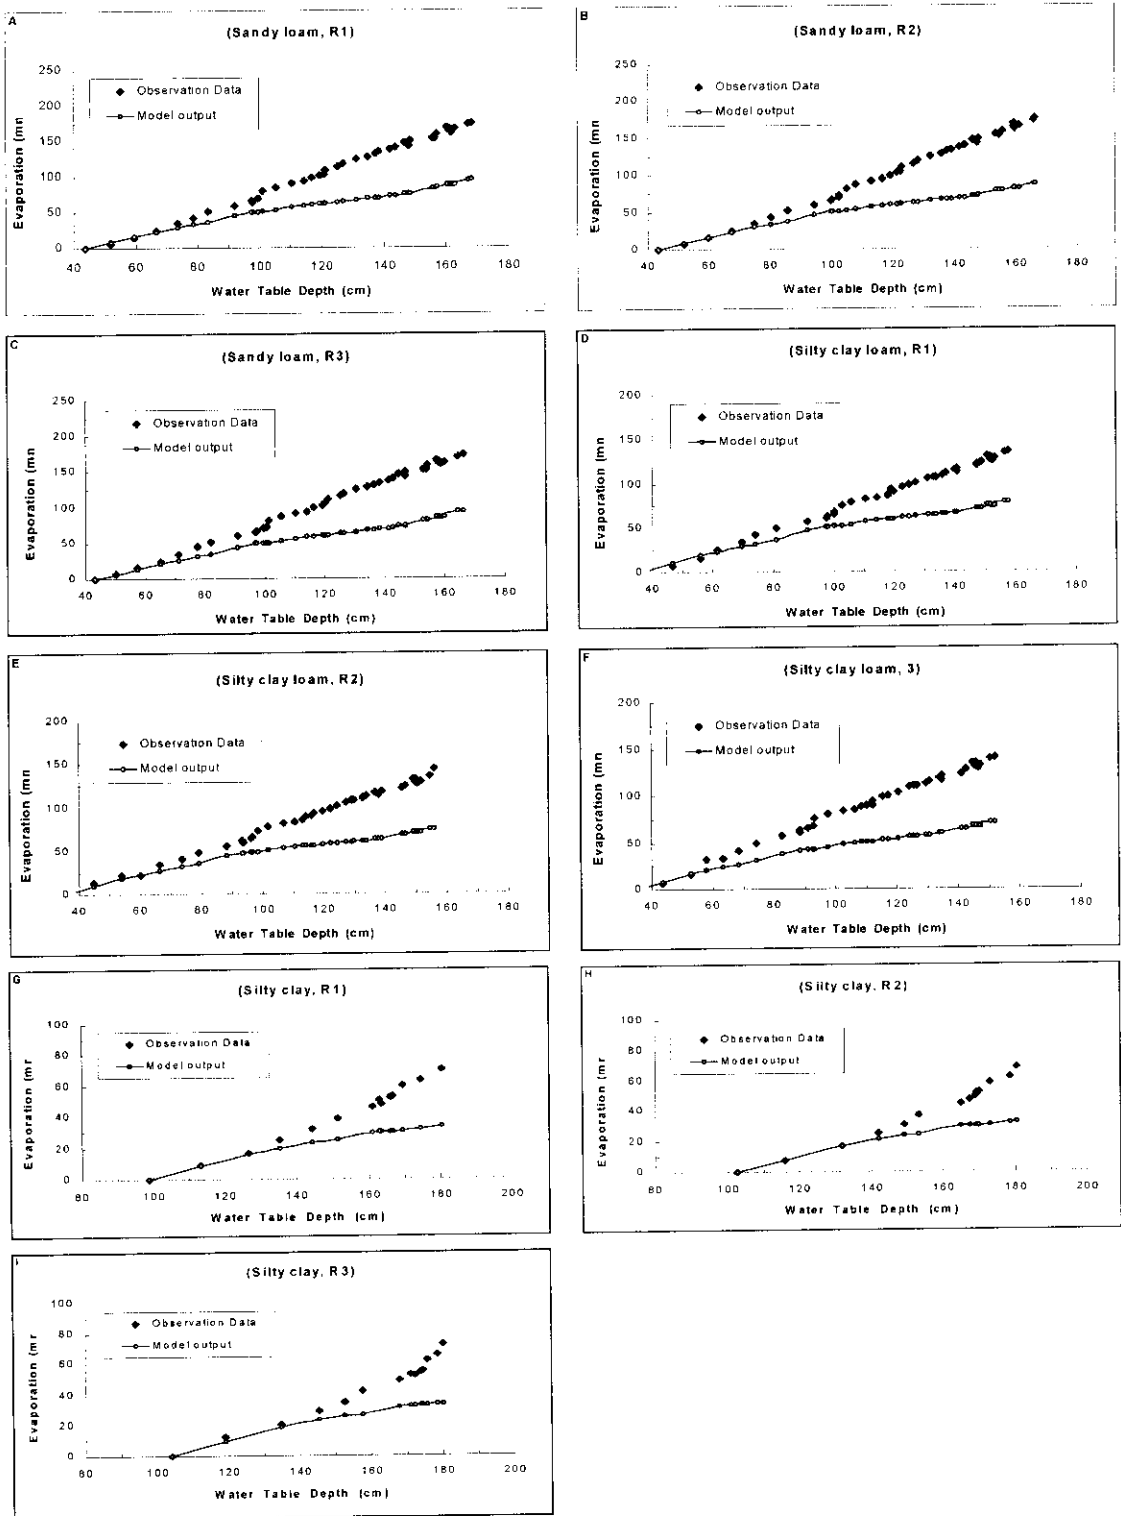 A
(Sandy loam, R1)
250
200
150
100
50
0
Evaporation (mn
Observation Data
Model output
40 60 80 100 120 140 160 180
Water Table Depth (cm)
B
(Sandy loam, R2)
250
200
150
100
50
0
Evaporation (mn
Observation Data
Model output
40 60 80 100 120 140 160 180
Water Table Depth (cm)
C
(Sandy loam, R3)
250
200
150
100
50
0
Evaporation (mn
Observation Data
Model output
40 60 80 100 120 140 160 180
Water Table Depth (cm)
D
(Silty clay loam, R1)
200
150
100
50
0
Evaporation (mn
Observation Data
Model output
40 60 80 100 120 140 160 180
Water Table Depth (cm)
E
(Silty clay loam, R2)
200
150
100
50
0
Evaporation (mn
Observation Data
Model output
40 60 80 100 120 140 160 180
Water Table Depth (cm)
F
(Silty clay loam, 3)
200
150
100
50
0
Evaporation (mn
Observation Data
Model output
40 60 80 100 120 140 160 180
Water Table Depth (cm)
G
(Silty clay, R1)
100
80
60
40
20
0
Evaporation (mr
Observation Data
Model output
80 100 120 140 160 180 200
Water Table Depth (cm)
H
(Silty clay, R2)
100
80
60
40
20
0
Evaporation (mr
Observation Data
Model output
80 100 120 140 160 180 200
Water Table Depth (cm)
I
(Silty clay, R3)
100
80
60
40
20
0
Evaporation (mr
Observation Data
Model output
80 100 120 140 160 180 200
Water Table Depth (cm)